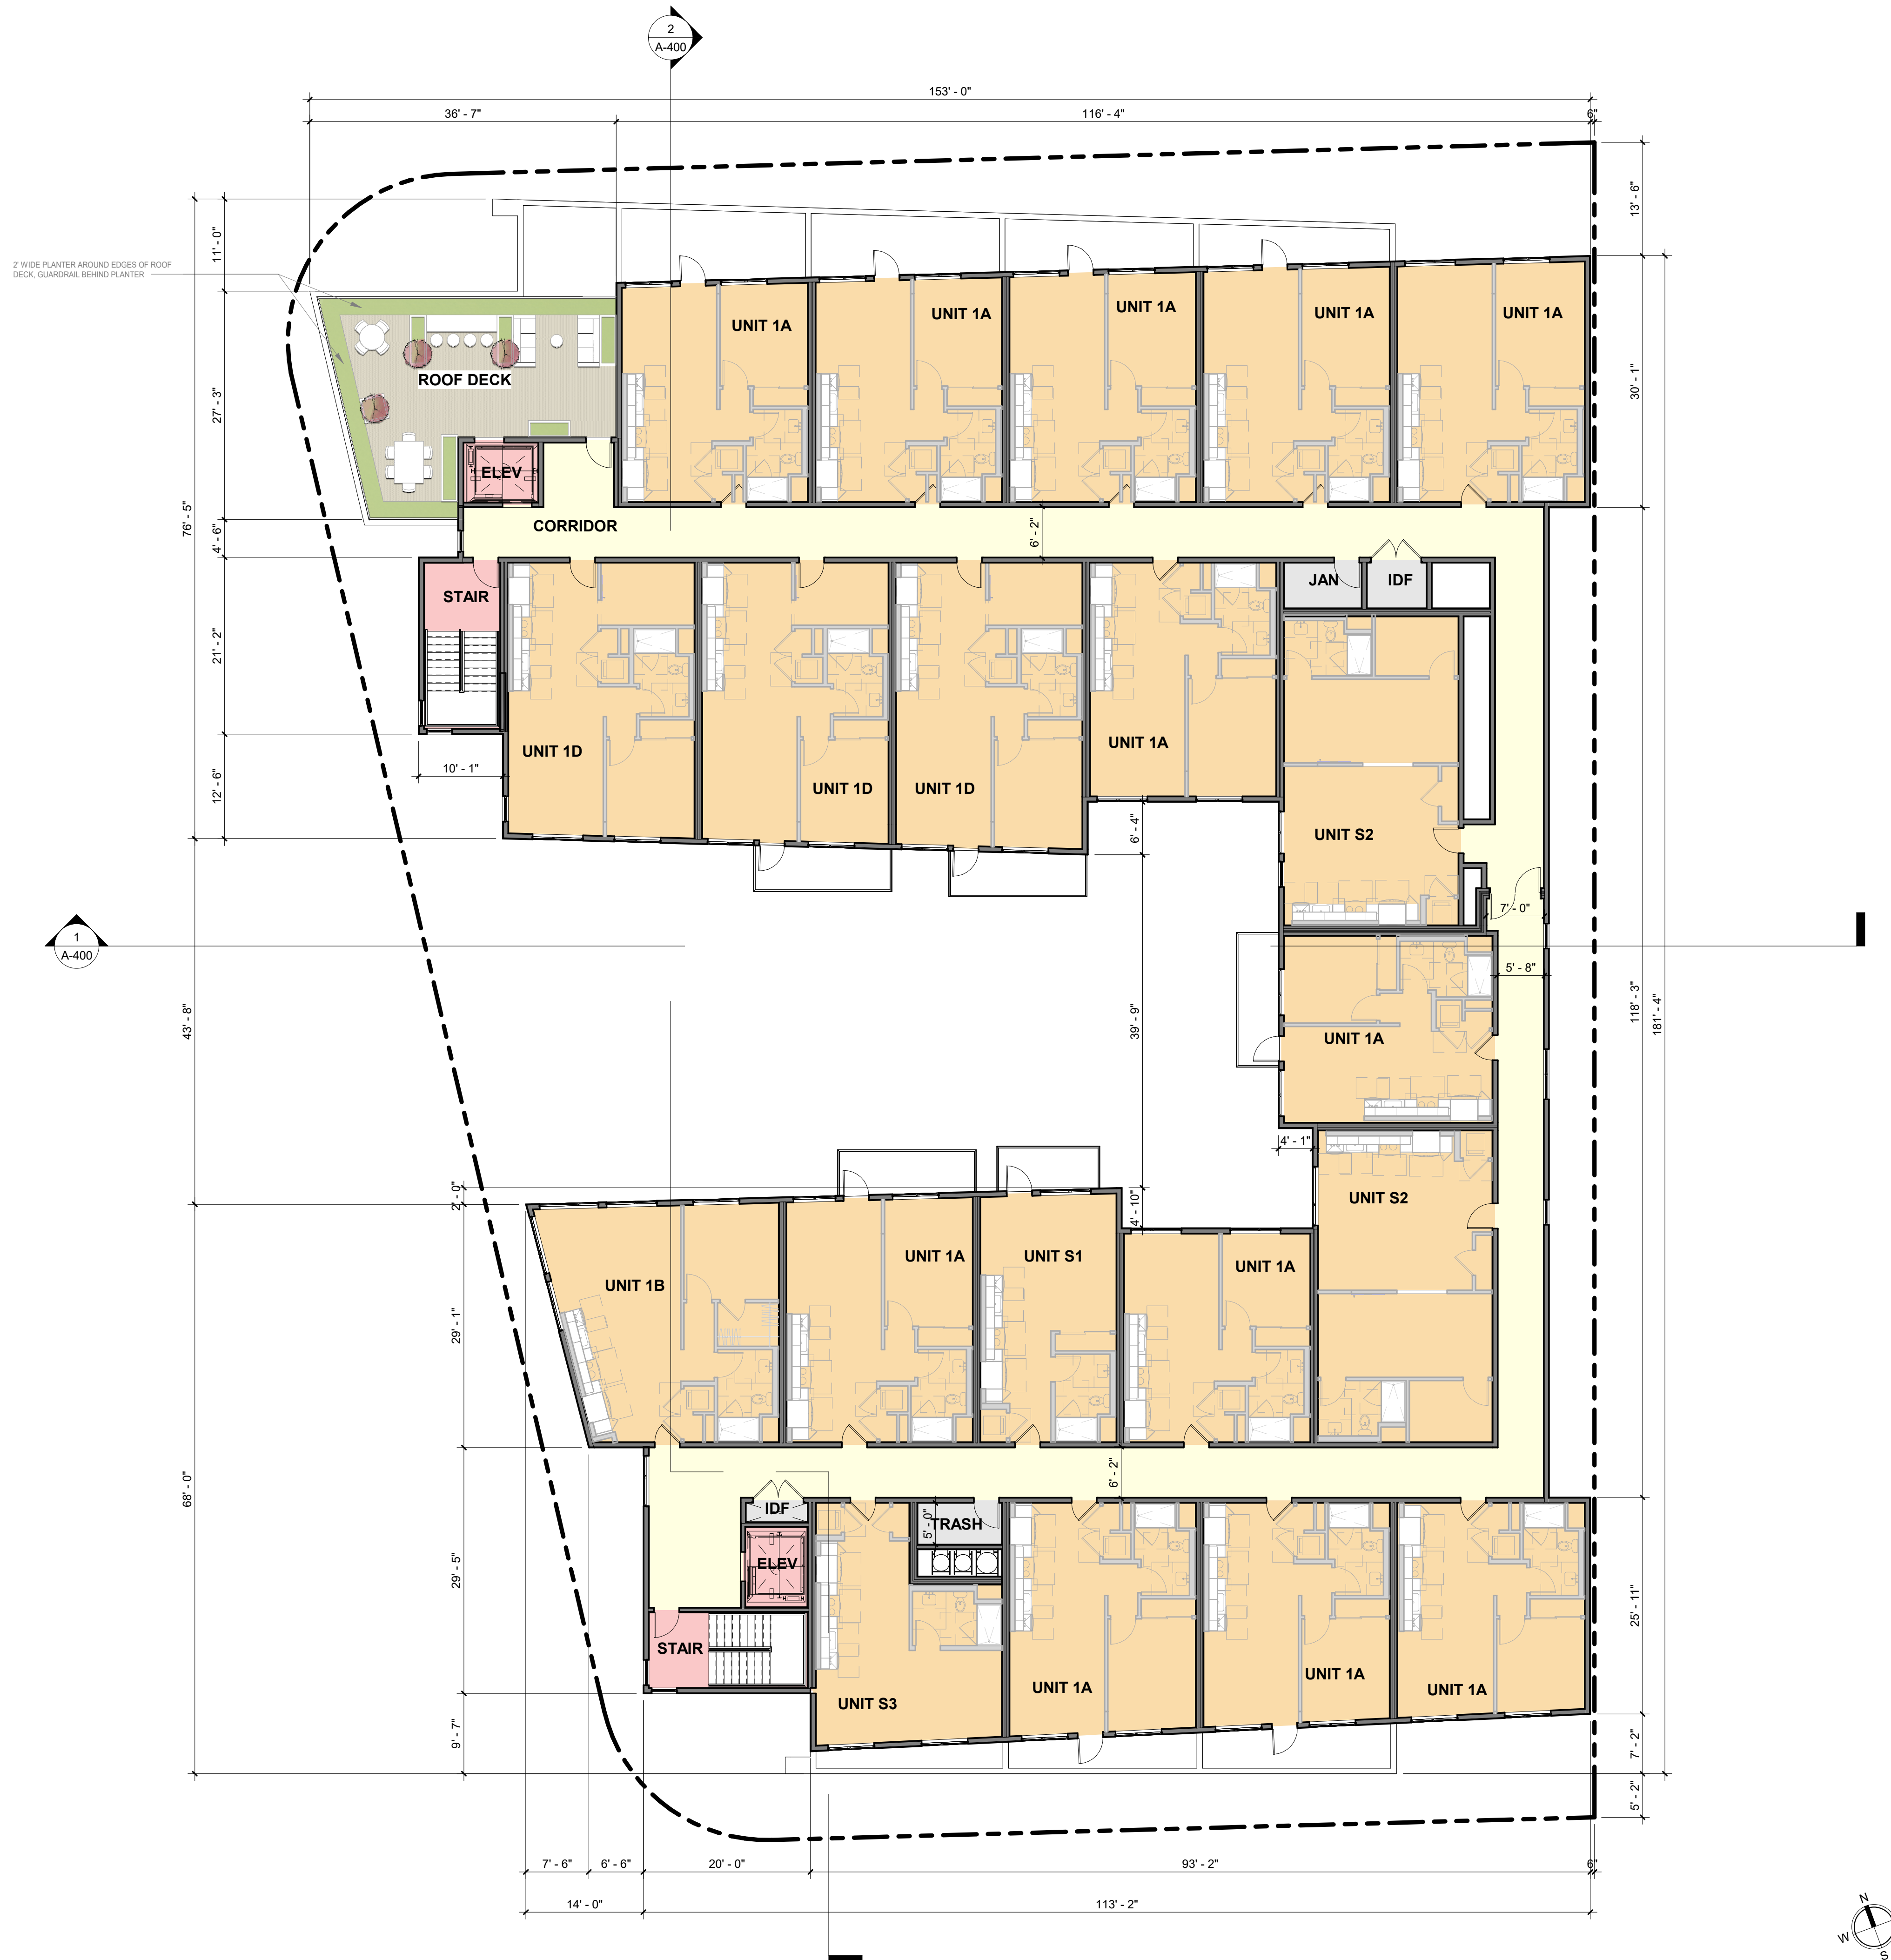 2
A-400
153' - 0"
36' - 7"
116' - 4"
6"
13' - 6"
11' - 0"
2' WIDE PLANTER AROUND EDGES OF ROOF
DECK, GUARDRAIL BEHIND PLANTER
UNIT 1A
UNIT 1A
UNIT 1A
UNIT 1A
UNIT 1A
ROOF DECK
27' - 3"
30' - 1"
ELEV
CORRIDOR
76' - 5"
4' - 6"
6' - 2"
STAIR
JAN
IDF
21' - 2"
UNIT 1D
UNIT 1A
10' - 1"
UNIT 1D
UNIT 1D
12' - 6"
UNIT S2
6' - 4"
7' - 0"
1
A-400
5' - 8"
43' - 8"
39' - 9"
118' - 3"
181' - 4"
UNIT 1A
4' - 1"
2' - 0"
4' - 10"
UNIT S2
UNIT 1B
UNIT 1A
UNIT S1
UNIT 1A
29' - 1"
68' - 0"
6' - 2"
IDF
5' - 0"
TRASH
ELEV
29' - 5"
25' - 11"
STAIR
UNIT S3
UNIT 1A
UNIT 1A
UNIT 1A
9' - 7"
7' - 2"
5' - 2"
7' - 6"
6' - 6"
20' - 0"
93' - 2"
6"
14' - 0"
113' - 2"
N
W
S